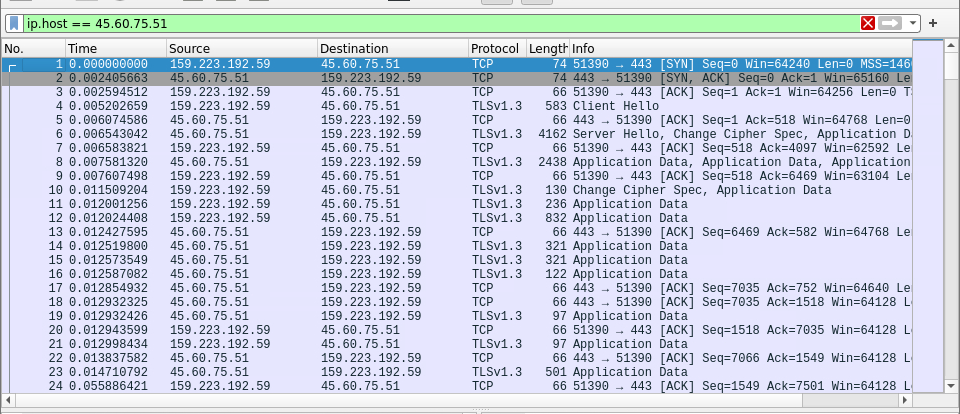 ip.host == 45.60.75.51
No. Time Source Destination Protocol Length Info
1 0.000000000 159.223.192.59 45.60.75.51 TCP 74 51390 → 443 [SYN] Seq=0 Win=64240 Len=0 MSS=146
2 0.002405663 45.60.75.51 159.223.192.59 TCP 74 443 → 51390 [SYN, ACK] Seq=0 Ack=1 Win=65160 Le
3 0.002594512 159.223.192.59 45.60.75.51 TCP 66 51390 → 443 [ACK] Seq=1 Ack=1 Win=64256 Len=0 T
4 0.005202659 159.223.192.59 45.60.75.51 TLSv1.3 583 Client Hello
5 0.006074586 45.60.75.51 159.223.192.59 TCP 66 443 → 51390 [ACK] Seq=1 Ack=518 Win=64768 Len=0
6 0.006543042 45.60.75.51 159.223.192.59 TLSv1.3 4162 Server Hello, Change Cipher Spec, Application D
7 0.006583821 159.223.192.59 45.60.75.51 TCP 66 51390 → 443 [ACK] Seq=518 Ack=4097 Win=62592 Le
8 0.007581320 45.60.75.51 159.223.192.59 TLSv1.3 2438 Application Data, Application Data, Application
9 0.007607498 159.223.192.59 45.60.75.51 TCP 66 51390 → 443 [ACK] Seq=518 Ack=6469 Win=63104 Le
10 0.011509204 159.223.192.59 45.60.75.51 TLSv1.3 130 Change Cipher Spec, Application Data
11 0.012001256 159.223.192.59 45.60.75.51 TLSv1.3 236 Application Data
12 0.012024408 159.223.192.59 45.60.75.51 TLSv1.3 832 Application Data
13 0.012427595 45.60.75.51 159.223.192.59 TCP 66 443 → 51390 [ACK] Seq=6469 Ack=582 Win=64768 Le
14 0.012519800 45.60.75.51 159.223.192.59 TLSv1.3 321 Application Data
15 0.012573549 45.60.75.51 159.223.192.59 TLSv1.3 321 Application Data
16 0.012587082 45.60.75.51 159.223.192.59 TLSv1.3 122 Application Data
17 0.012854932 45.60.75.51 159.223.192.59 TCP 66 443 → 51390 [ACK] Seq=7035 Ack=752 Win=64640 Le
18 0.012932325 45.60.75.51 159.223.192.59 TCP 66 443 → 51390 [ACK] Seq=7035 Ack=1518 Win=64128 L
19 0.012932426 45.60.75.51 159.223.192.59 TLSv1.3 97 Application Data
20 0.012943599 159.223.192.59 45.60.75.51 TCP 66 51390 → 443 [ACK] Seq=1518 Ack=7035 Win=64128 L
21 0.012998434 159.223.192.59 45.60.75.51 TLSv1.3 97 Application Data
22 0.013837582 45.60.75.51 159.223.192.59 TCP 66 443 → 51390 [ACK] Seq=7066 Ack=1549 Win=64128 L
23 0.014710792 45.60.75.51 159.223.192.59 TLSv1.3 501 Application Data
24 0.055886421 159.223.192.59 45.60.75.51 TCP 66 51390 → 443 [ACK] Seq=1549 Ack=7501 Win=64128 L